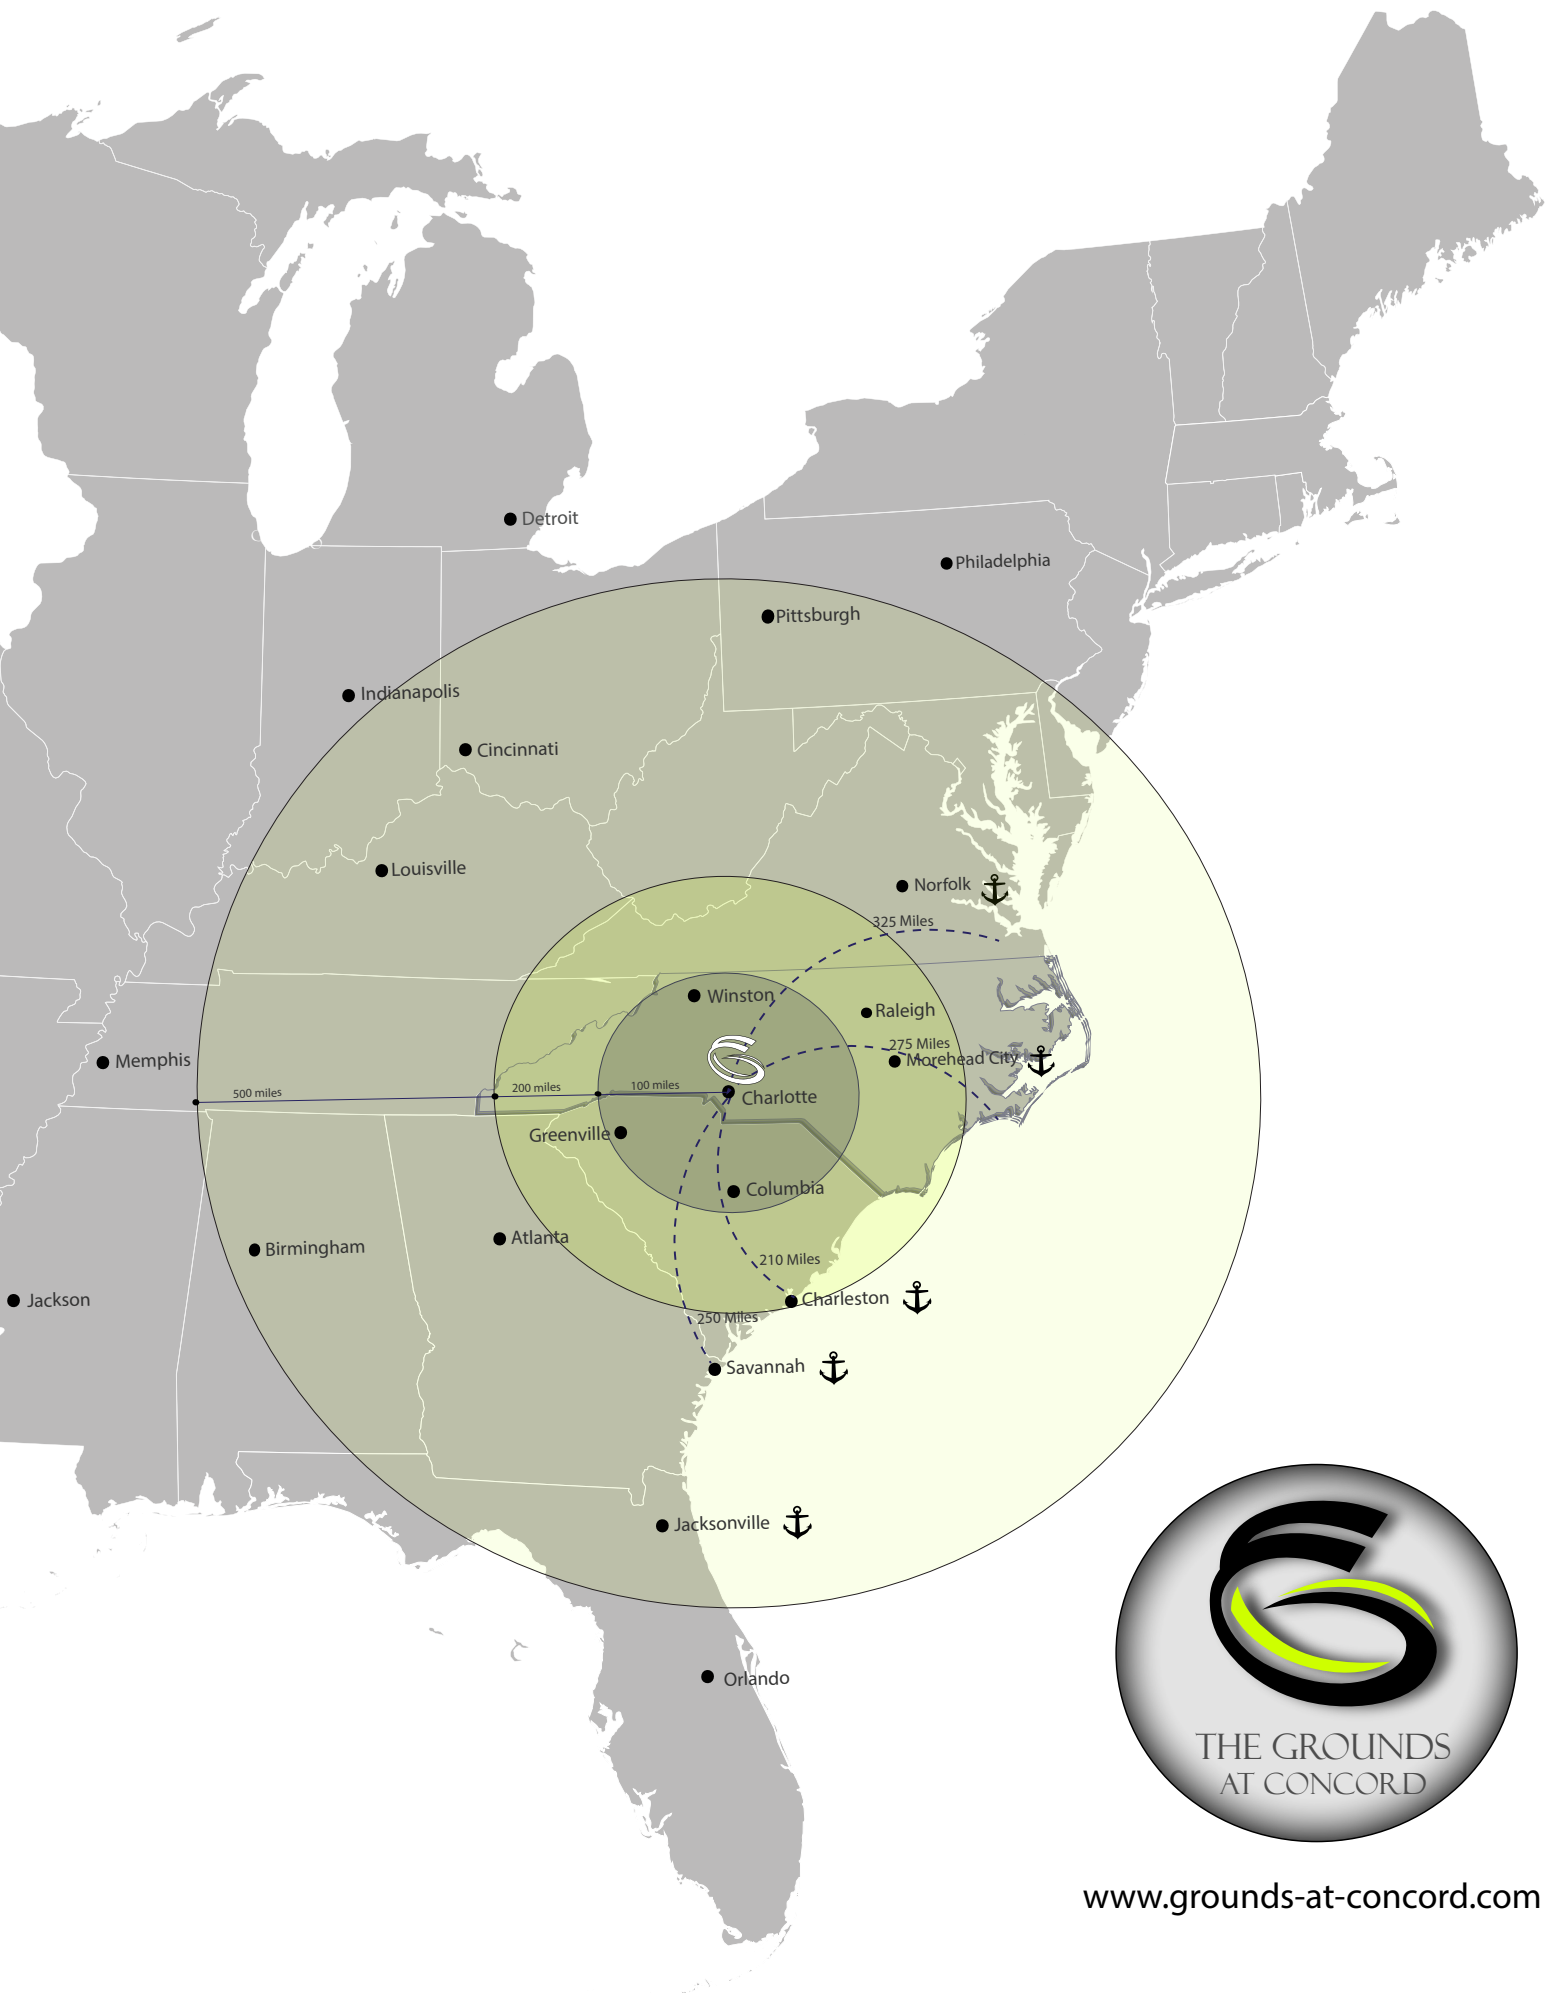 Detroit
Philadelphia
Pittsburgh
Indianapolis
Cincinnati
Louisville
Norfolk
325 Miles
Winston
Raleigh
275 Miles
Morehead City
Memphis
500 miles
200 miles
100 miles
Charlotte
Greenville
Columbia
Atlanta
Birmingham
210 Miles
Jackson
Charleston
250 Miles
Savannah
Jacksonville
Orlando
THE GROUNDS
AT CONCORD
www.grounds-at-concord.com